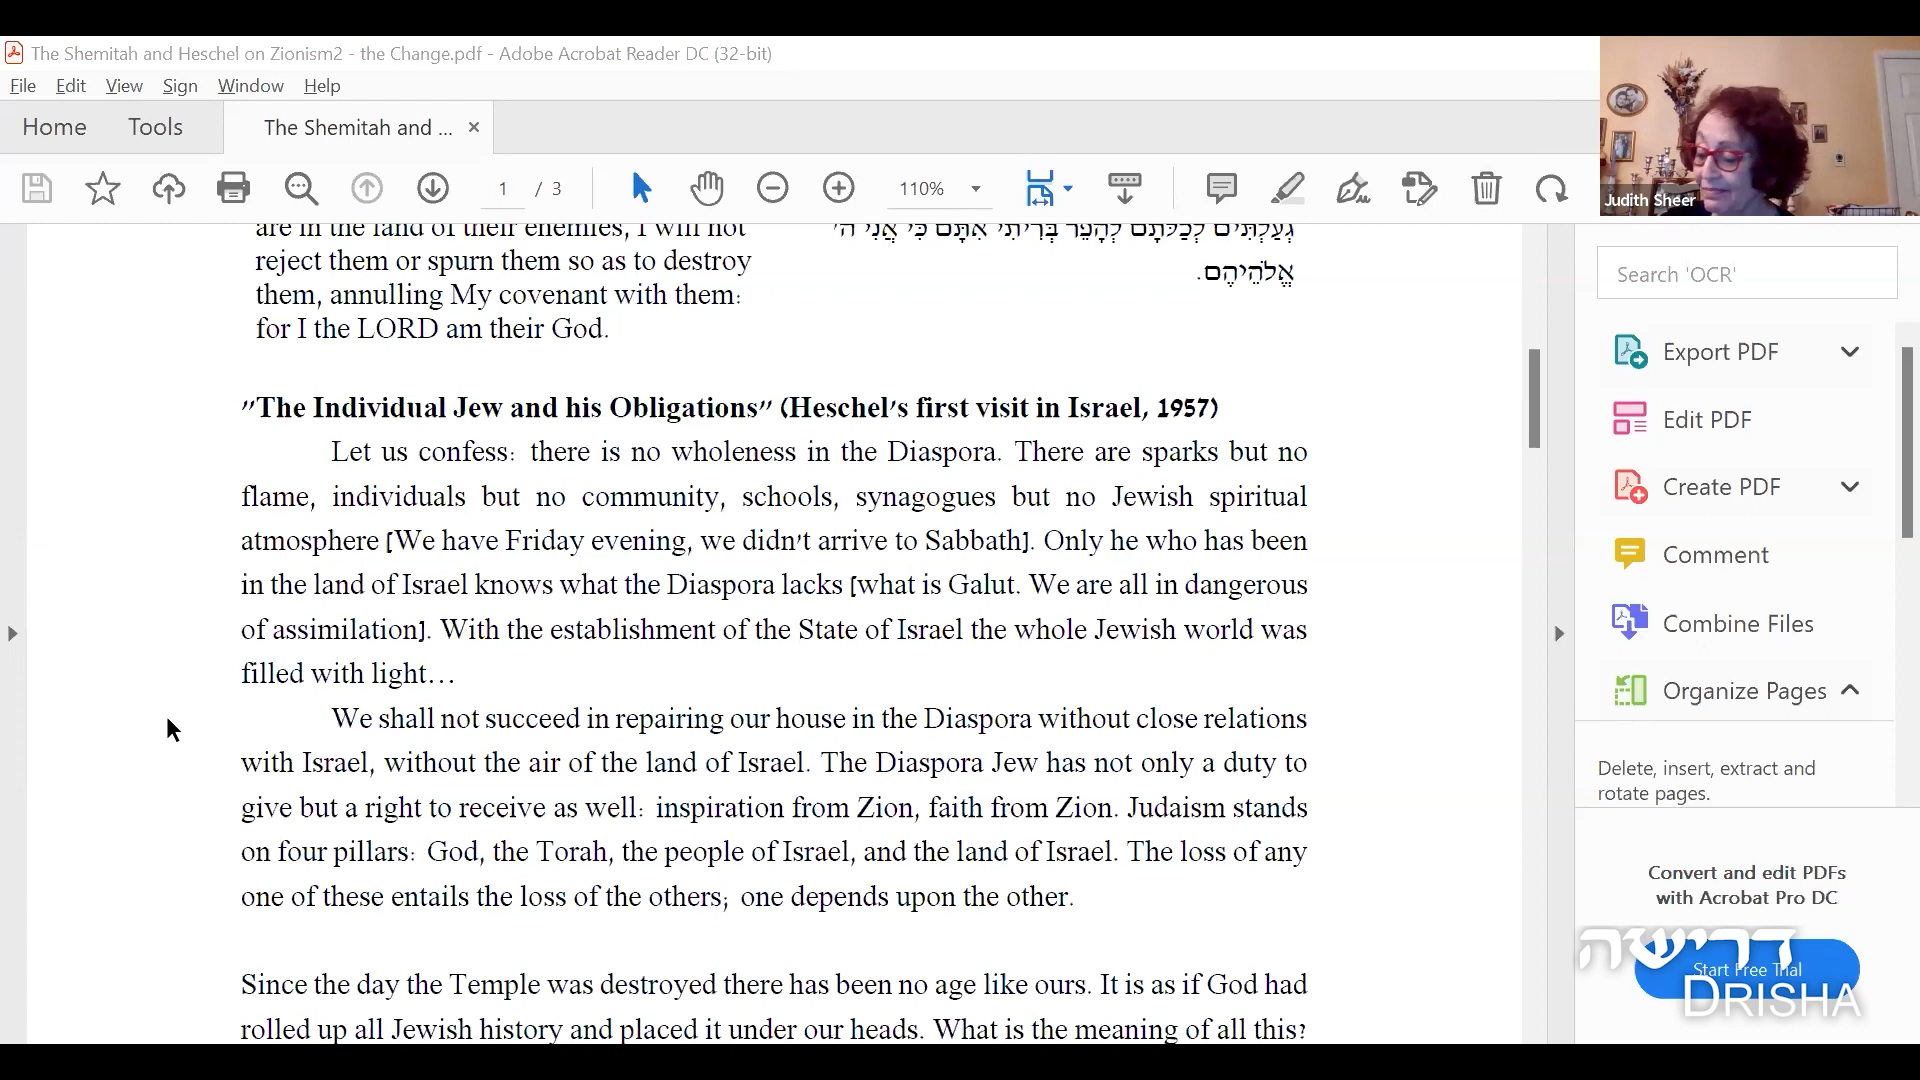 The Shemitah and Heschel on Zionism2 - the Change.pdf - Adobe Acrobat Reader DC (32-bit)
File Edit View Sign Window Help
Home Tools The Shemitah and ... ×
1 / 3 110%
Judith Sheer
are in the land of their enemies, I will not
reject them or spurn them so as to destroy
them, annulling My covenant with them:
for I the LORD am their God.
גְעַלְתִּים לְכַלֹּתָם לְהָפֵר בְּרִיתִי אִתָּם כִּי אֲנִי ה'
אֱלֹהֵיהֶם.
"The Individual Jew and his Obligations" (Heschel's first visit in Israel, 1957)
Let us confess: there is no wholeness in the Diaspora. There are sparks but no
flame, individuals but no community, schools, synagogues but no Jewish spiritual
atmosphere [We have Friday evening, we didn't arrive to Sabbath]. Only he who has been
in the land of Israel knows what the Diaspora lacks [what is Galut. We are all in dangerous
of assimilation]. With the establishment of the State of Israel the whole Jewish world was
filled with light…
We shall not succeed in repairing our house in the Diaspora without close relations
with Israel, without the air of the land of Israel. The Diaspora Jew has not only a duty to
give but a right to receive as well: inspiration from Zion, faith from Zion. Judaism stands
on four pillars: God, the Torah, the people of Israel, and the land of Israel. The loss of any
one of these entails the loss of the others; one depends upon the other.
Since the day the Temple was destroyed there has been no age like ours. It is as if God had
rolled up all Jewish history and placed it under our heads. What is the meaning of all this?
Search 'OCR'
Export PDF
Edit PDF
Create PDF
Comment
Combine Files
Organize Pages
Delete, insert, extract and
rotate pages.
Convert and edit PDFs
with Acrobat Pro DC
Start Free Trial
דרישה
DRISHA